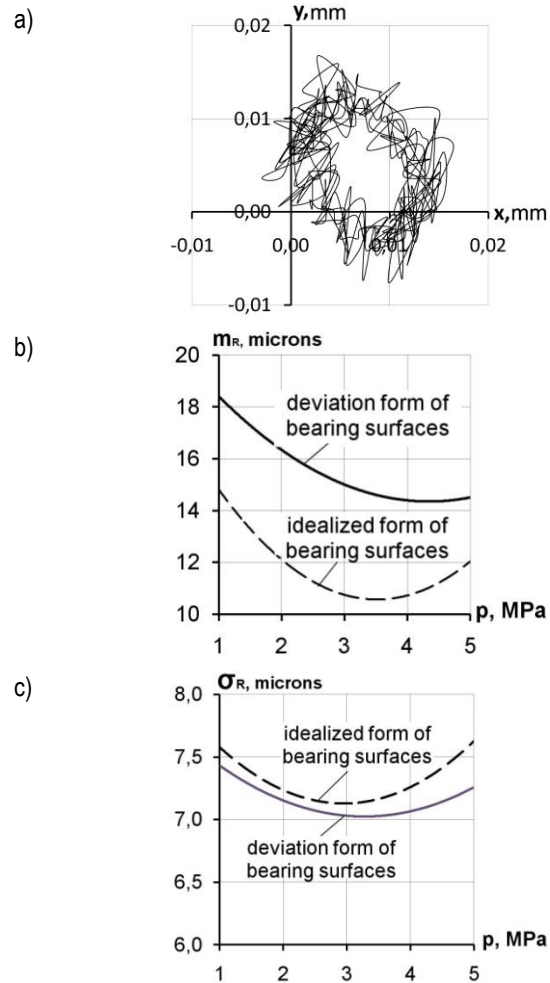 a)
y,mm
0,02
0,01
0,00
x,mm
-0,01
0,00
0,01
0,02
-0,01
b)
mR, microns
20
18
deviation form of
bearing surfaces
16
14
idealized form of
bearing surfaces
12
10
p, MPa
1 2 3 4 5
c)
σR, microns
8,0
idealized form of
bearing surfaces
7,5
7,0
deviation form of
bearing surfaces
6,5
6,0
p, MPa
1 2 3 4 5